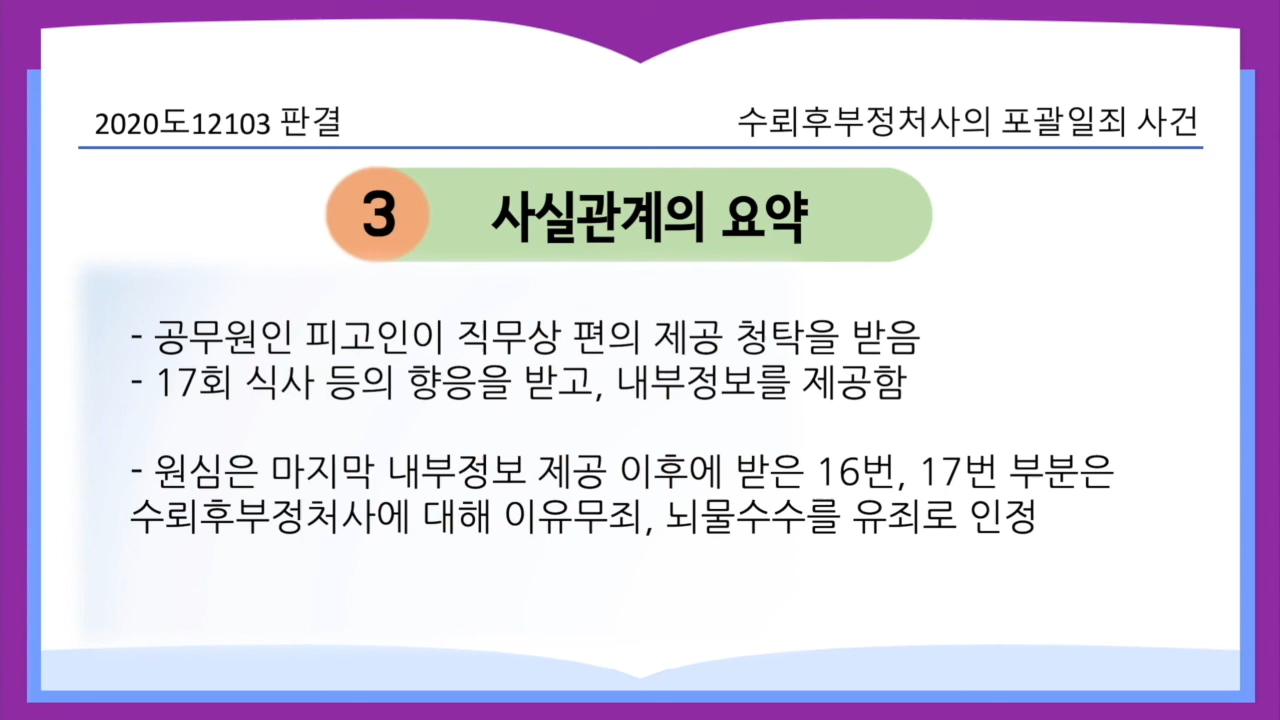 2020도12103 판결
수뢰후부정처사의 포괄일죄 사건
3 사실관계의 요약
- 공무원인 피고인이 직무상 편의 제공 청탁을 받음
- 17회 식사 등의 향응을 받고, 내부정보를 제공함
- 원심은 마지막 내부정보 제공 이후에 받은 16번, 17번 부분은
수뢰후부정처사에 대해 이유무죄, 뇌물수수를 유죄로 인정